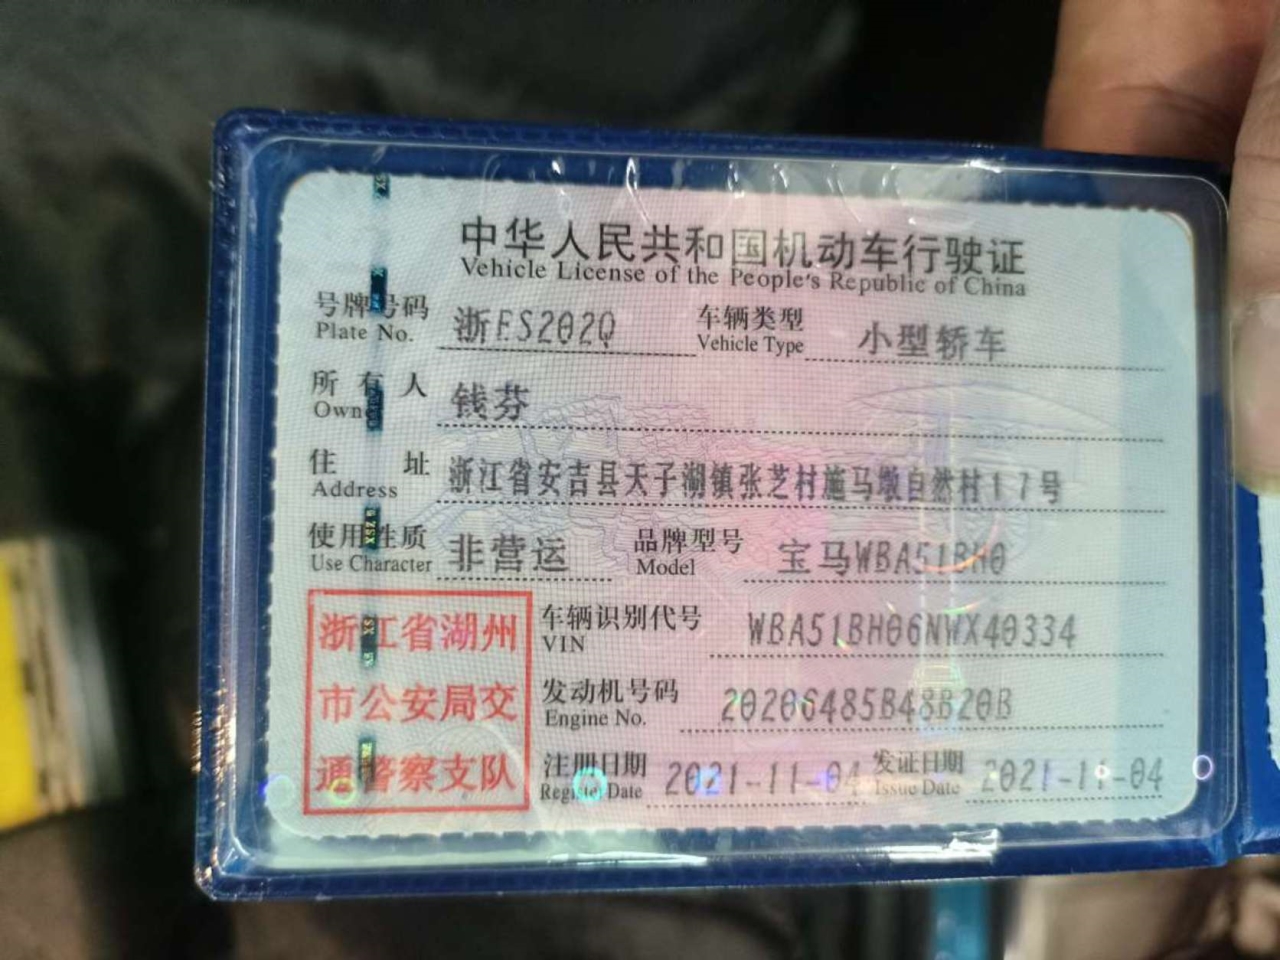 中华人民共和国机动车行驶证
Vehicle License of the People's Republic of China
号牌号码 浙ES202Q 车辆类型 小型轿车
Plate No. Vehicle Type
所有人 钱芬
Owner
住址 浙江省安吉县天子湖镇张芝村施马墩自然村17号
Address
使用性质 非营运 品牌型号 宝马WBA51BH0
Use Character Model
浙江省湖州 车辆识别代号 WBA51BH06NWX40334
VIN
市公安局交 发动机号码 20206485B48B20B
Engine No.
通警察支队 注册日期 2021-11-04 发证日期 2021-11-04
Register Date Issue Date